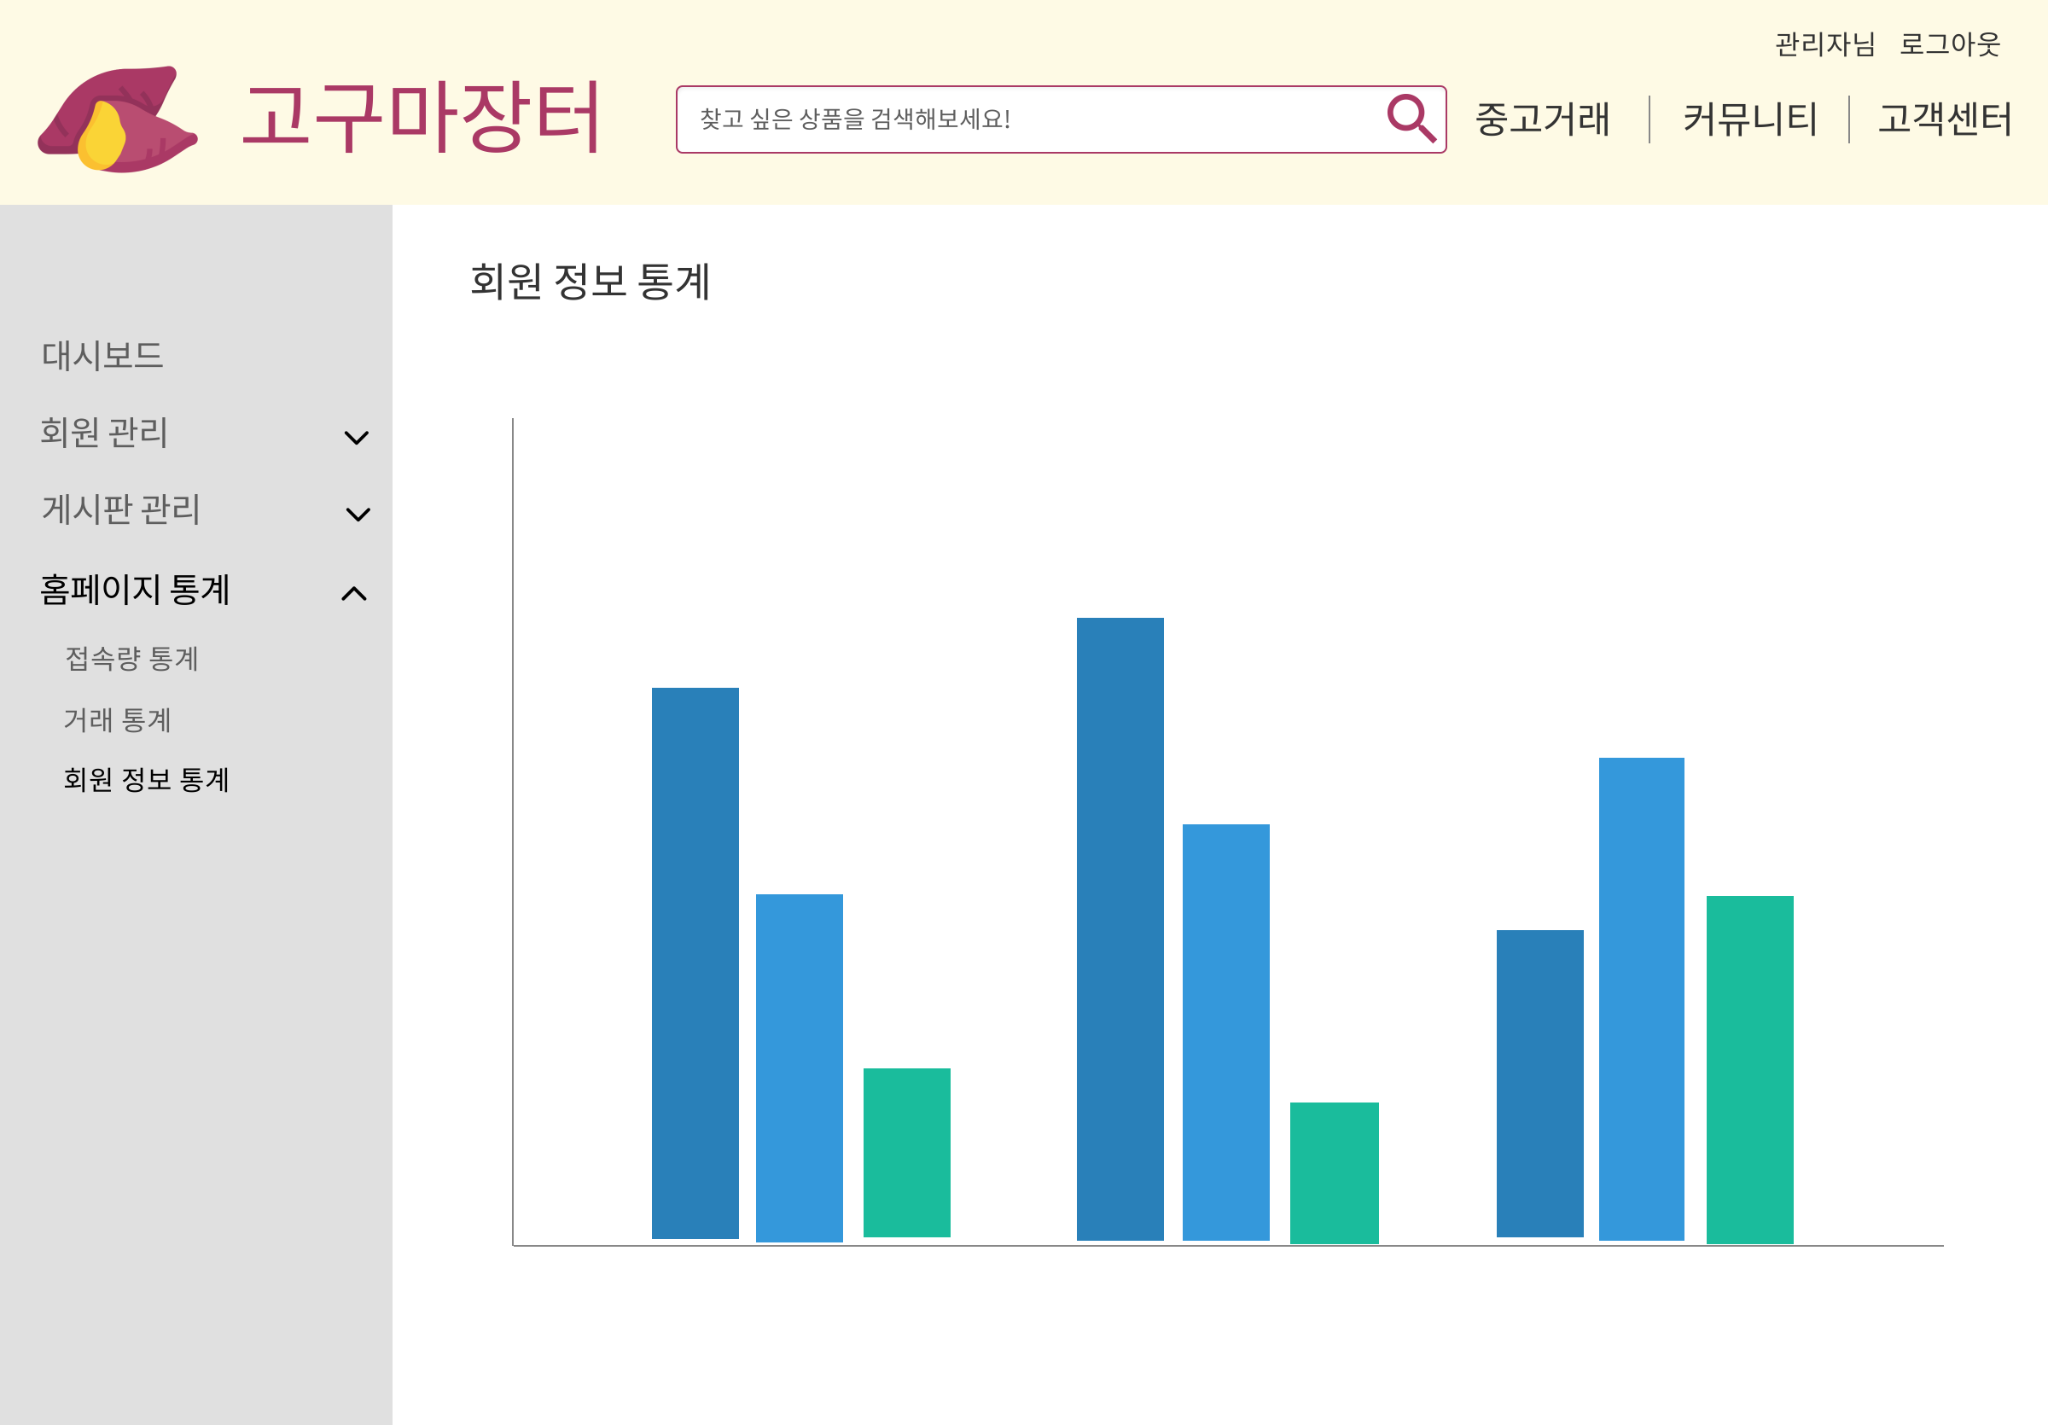 관리자님 로그아웃
고구마장터
찾고 싶은 상품을 검색해보세요!
중고거래
커뮤니티
고객센터
회원 정보 통계
대시보드
회원 관리
게시판 관리
홈페이지 통계
접속량 통계
거래 통계
회원 정보 통계